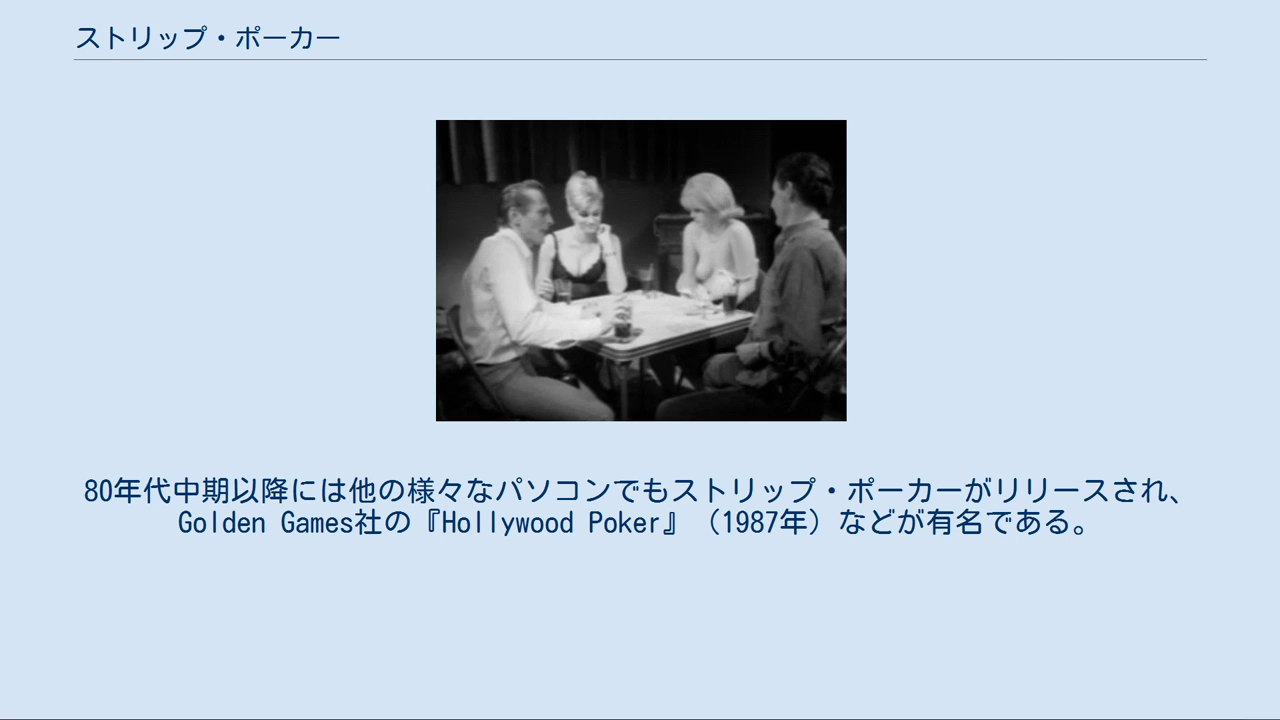 ストリップ・ポーカー
80年代中期以降には他の様々なパソコンでもストリップ・ポーカーがリリースされ、
Golden Games社の『Hollywood Poker』（1987年）などが有名である。